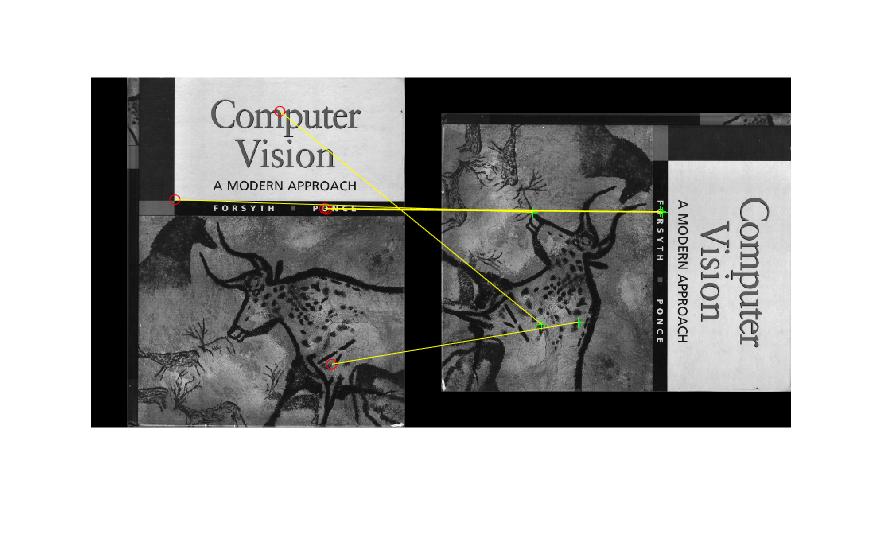 Computer
Vision
A MODERN APPROACH
FORSYTH PONCE
Computer
Vision
A MODERN APPROACH
FORSYTH PONCE